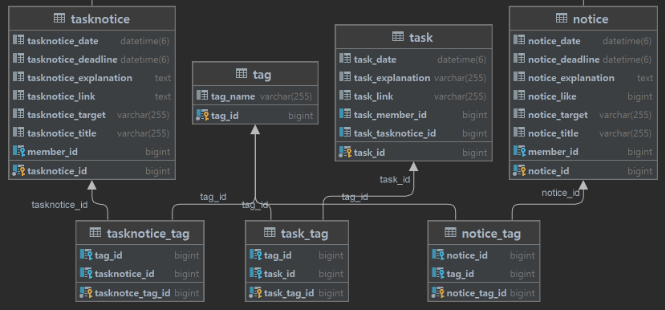 tasknotice
tasknotice_date datetime(6)
tasknotice_deadline datetime(6)
tasknotice_explanation text
tasknotice_link text
tasknotice_target varchar(255)
tasknotice_title varchar(255)
member_id bigint
tasknotice_id bigint
tag
tag_name varchar(255)
tag_id bigint
task
task_date datetime(6)
task_explanation varchar(255)
task_link varchar(255)
task_member_id bigint
task_tasknotice_id bigint
task_id bigint
notice
notice_date datetime(6)
notice_deadline datetime(6)
notice_explanation text
notice_like bigint
notice_target varchar(255)
notice_title varchar(255)
member_id bigint
notice_id bigint
tasknotice_id
tag_id
tag_id
task_id
tag_id
notice_id
tasknotice_tag
tag_id bigint
tasknotice_id bigint
tasknotce_tag_id bigint
task_tag
tag_id bigint
task_id bigint
task_tag_id bigint
notice_tag
notice_id bigint
tag_id bigint
notice_tag_id bigint